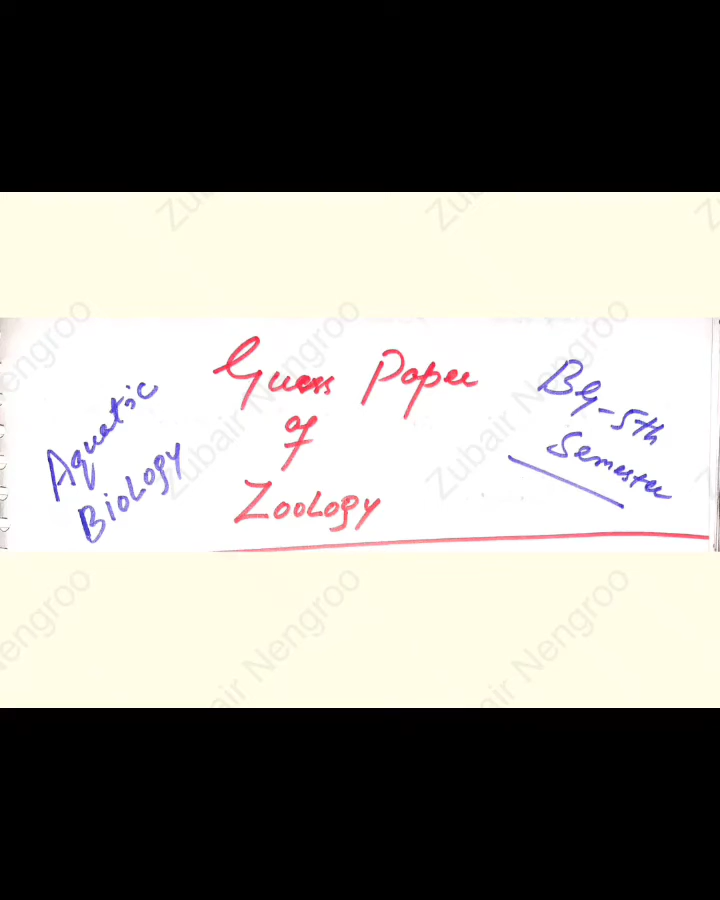 Guess Paper
of
Zoology
Aquatic
Biology
BG-5th
Semester
Zubair Nengroo